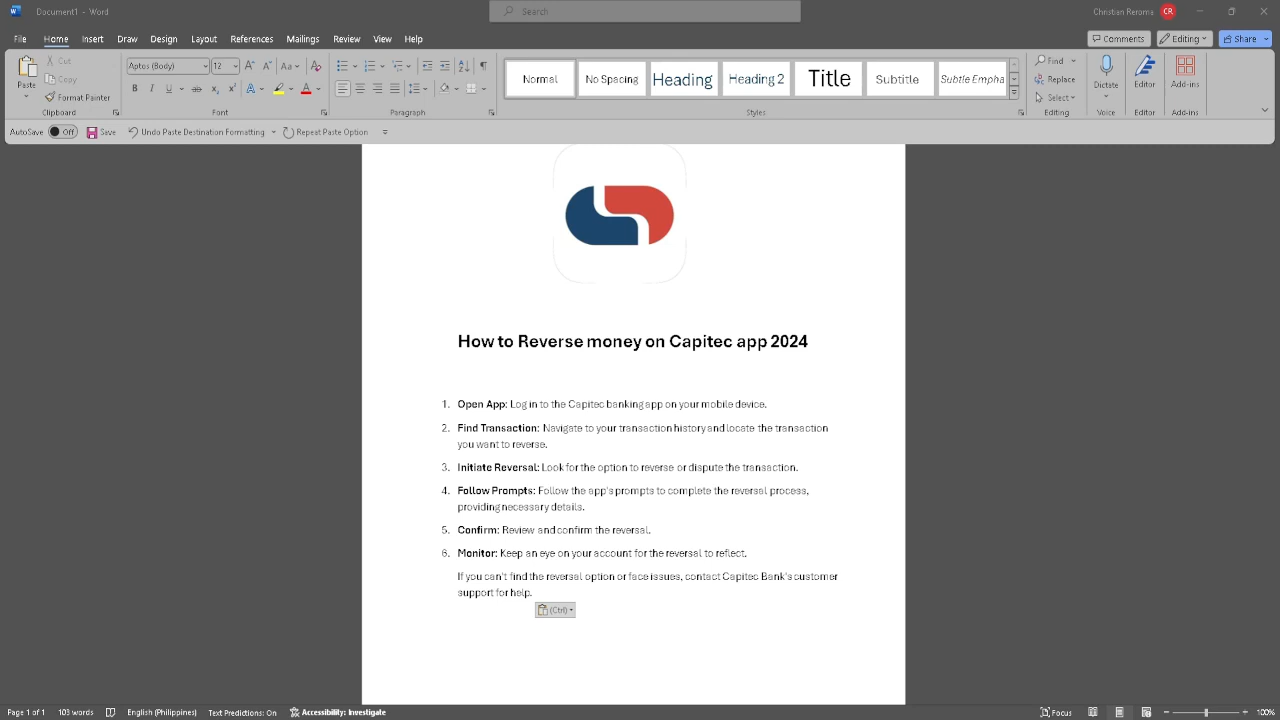 Document1 - Word
Search
Christian Reroma CR
File Home Insert Draw Design Layout References Mailings Review View Help
Comments Editing Share
Paste
Cut
Copy
Format Painter
Clipboard
Aptos (Body) 12
Font
Paragraph
Normal No Spacing Heading Heading 2 Title Subtitle Subtle Empha
Styles
Find
Replace
Select
Editing
Dictate
Voice
Editor
Editor
Add-ins
Add-ins
AutoSave Off Save Undo Paste Destination Formatting Repeat Paste Option
How to Reverse money on Capitec app 2024
1. Open App: Log in to the Capitec banking app on your mobile device.
2. Find Transaction: Navigate to your transaction history and locate the transaction
you want to reverse.
3. Initiate Reversal: Look for the option to reverse or dispute the transaction.
4. Follow Prompts: Follow the app's prompts to complete the reversal process,
providing necessary details.
5. Confirm: Review and confirm the reversal.
6. Monitor: Keep an eye on your account for the reversal to reflect.
If you can't find the reversal option or face issues, contact Capitec Bank's customer
support for help.
(Ctrl)
Page 1 of 1 103 words English (Philippines) Text Predictions: On Accessibility: Investigate Focus 100%